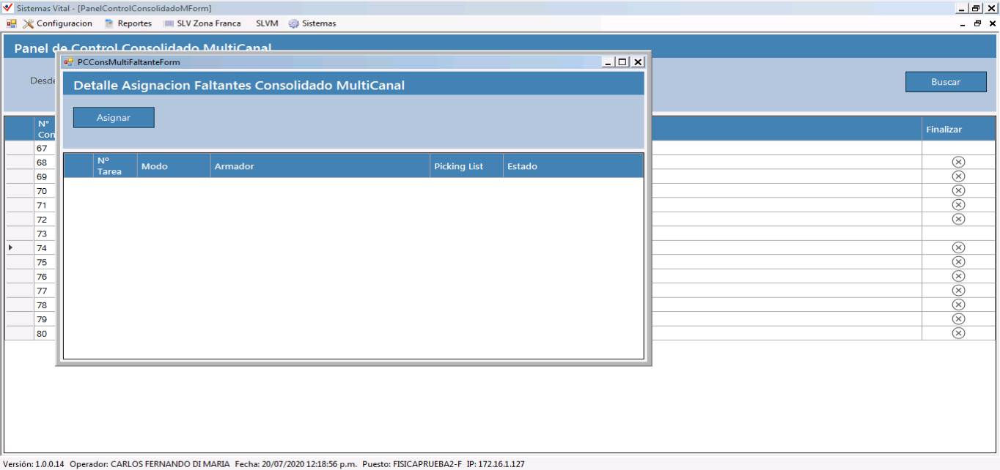 Sistemas Vital - [PanelControlConsolidadoMForm]
Configuracion Reportes SLV Zona Franca SLVM Sistemas
Panel de Control Consolidado MultiCanal
PCConsMultiFaltanteForm
Desde
Detalle Asignacion Faltantes Consolidado MultiCanal
Buscar
Asignar
N°
Con
Finalizar
Nº
Tarea
Modo Armador Picking List Estado
67
68
69
70
71
72
73
74
75
76
77
78
79
80
Versión: 1.0.0.14 Operador: CARLOS FERNANDO DI MARIA Fecha: 20/07/2020 12:18:56 p.m. Puesto: FISICAPRUEBA2-F IP: 172.16.1.127